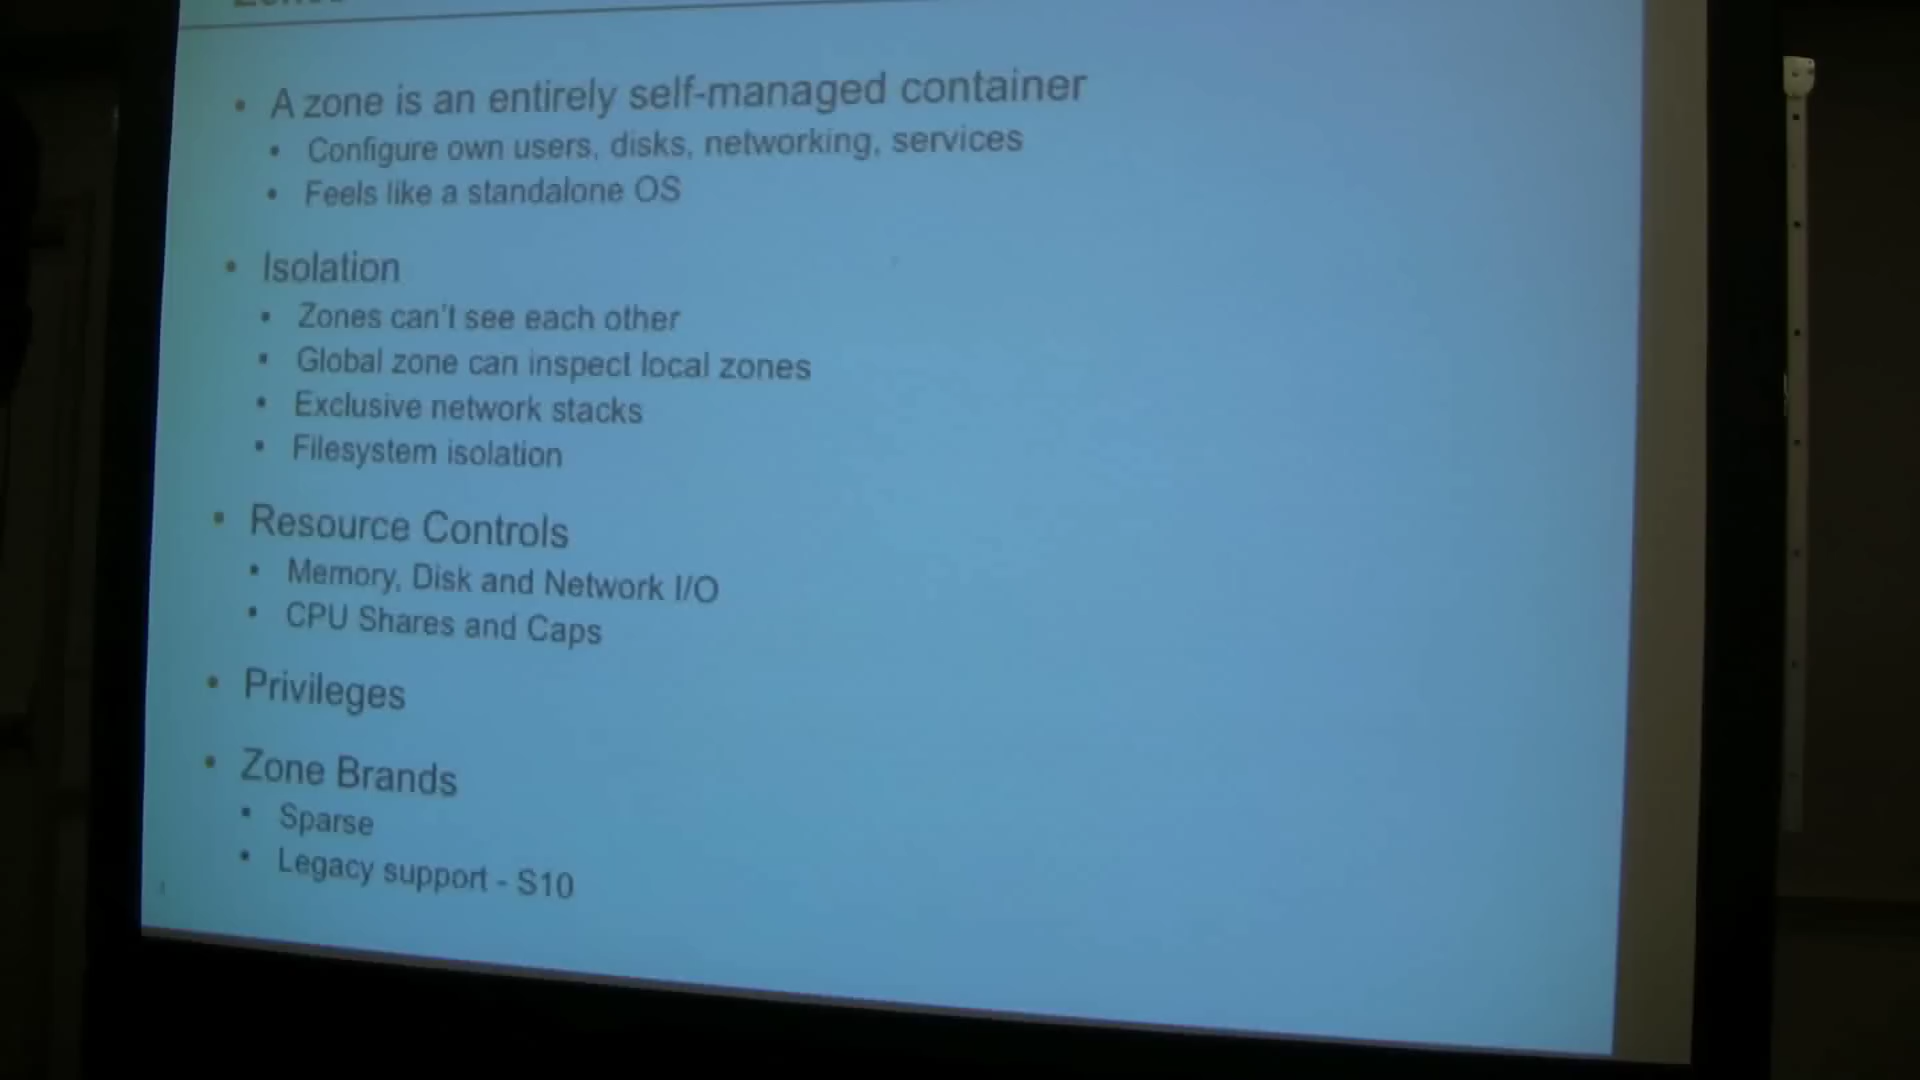 • A zone is an entirely self-managed container
• Configure own users, disks, networking, services
• Feels like a standalone OS
• Isolation
• Zones can't see each other
• Global zone can inspect local zones
• Exclusive network stacks
• Filesystem isolation
• Resource Controls
• Memory, Disk and Network I/O
• CPU Shares and Caps
• Privileges
• Zone Brands
• Sparse
• Legacy support - S10